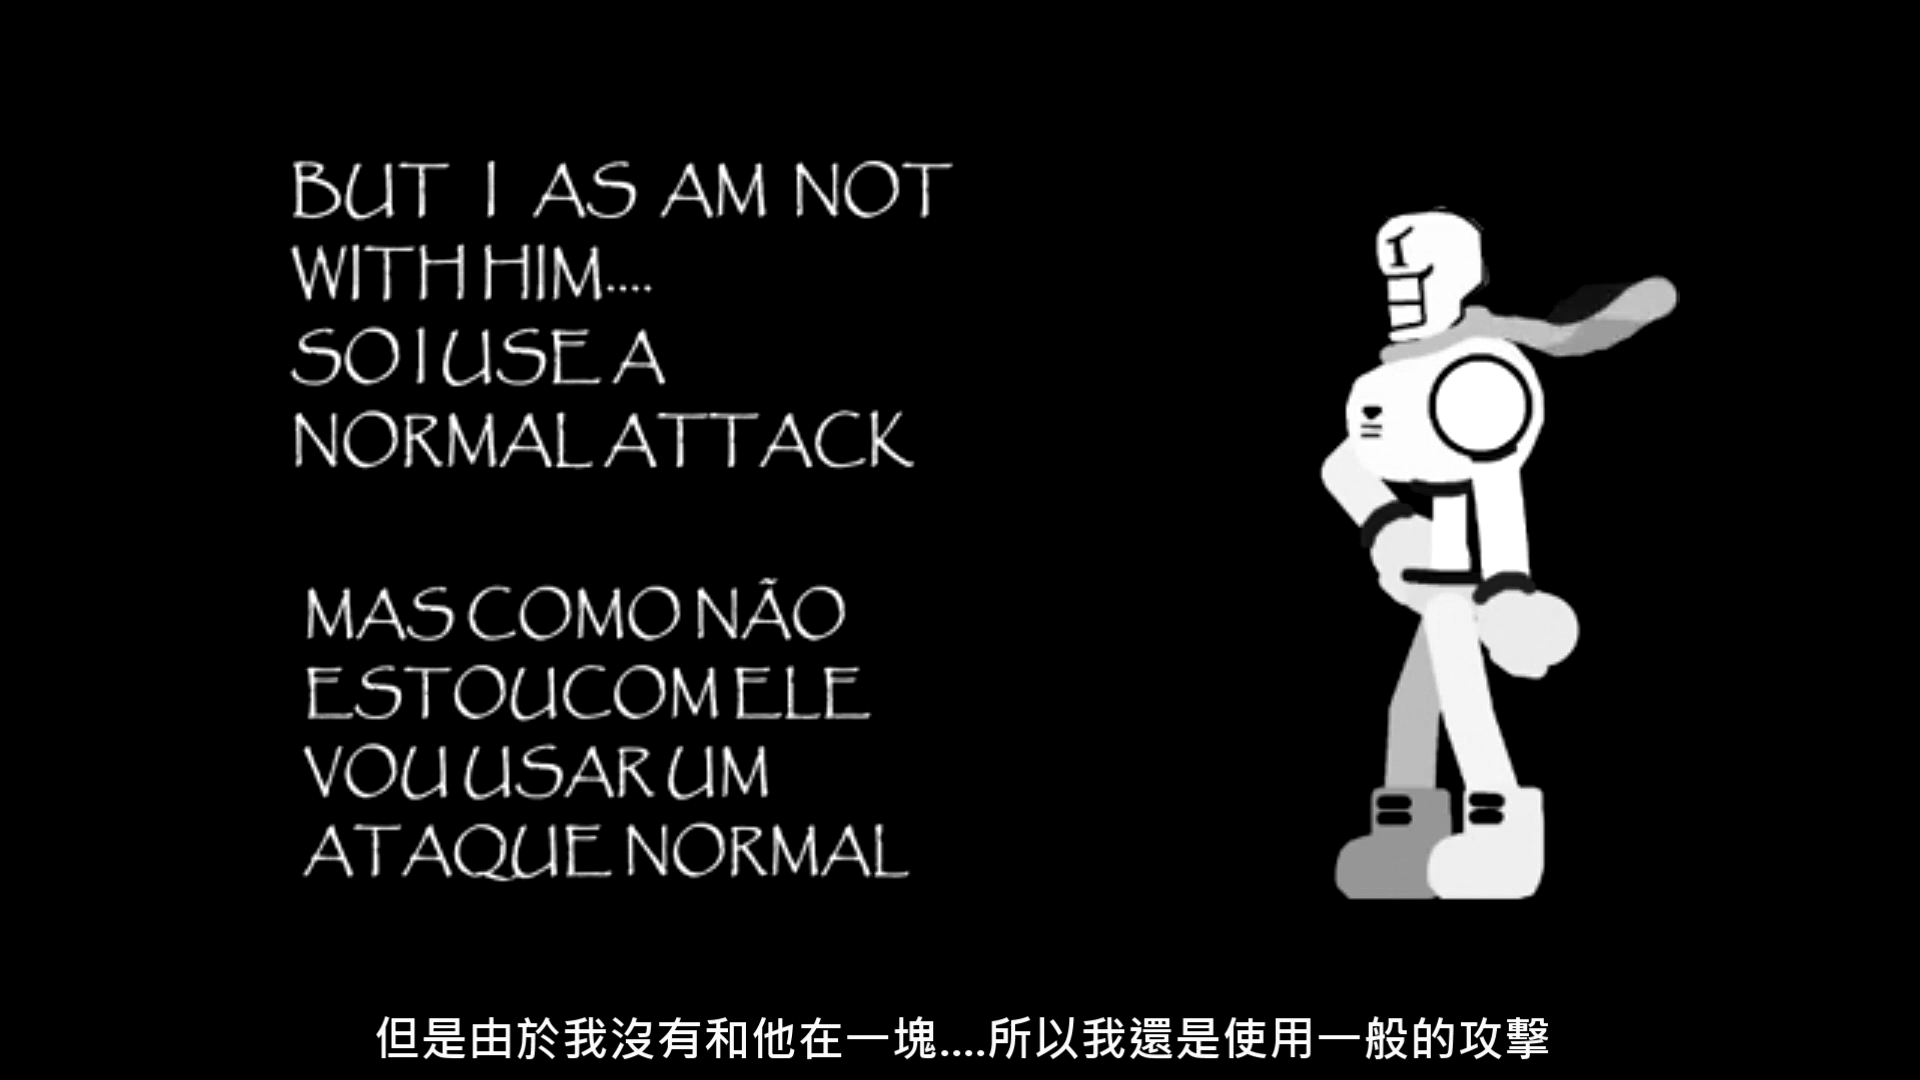 BUT I AS AM NOT
WITH HIM....
SO I USE A
NORMAL ATTACK
MAS COMO NÃO
ESTOU COM ELE
VOU USAR UM
ATAQUE NORMAL
但是由於我沒有和他在一塊....所以我還是使用一般的攻擊